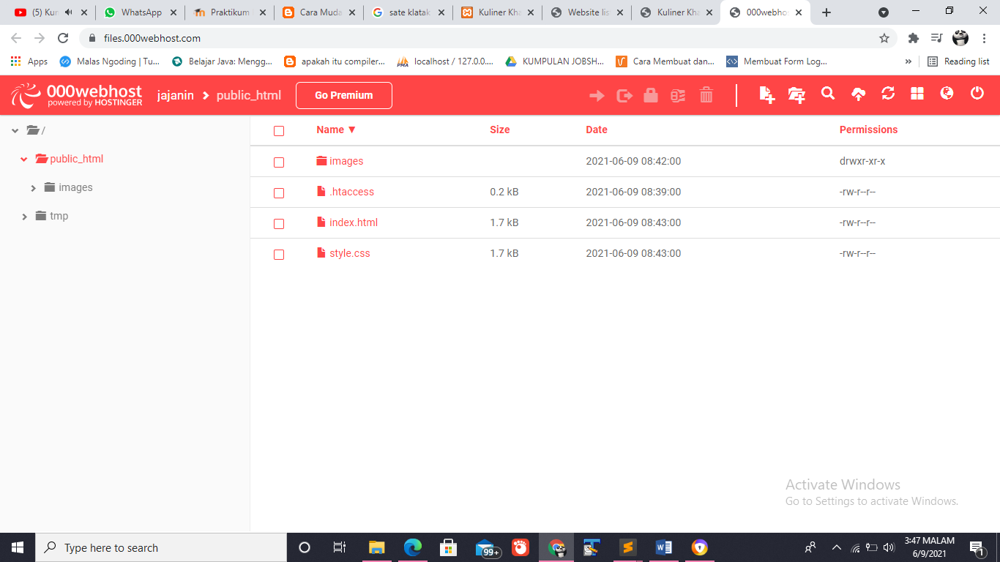 (5) Kur
WhatsApp
Praktikum
Cara Muda
sate klatak
Kuliner Kha
Website lis
Kuliner Kha
000webhos
files.000webhost.com
Apps
Malas Ngoding | Tu...
Belajar Java: Mengg...
apakah itu compiler...
localhost / 127.0.0....
KUMPULAN JOBSH...
Cara Membuat dan...
Membuat Form Log...
»
Reading list
000webhost
powered by HOSTINGER
jajanin
public_html
Go Premium
/
public_html
images
tmp
Name ▼ Size Date Permissions
images 2021-06-09 08:42:00 drwxr-xr-x
.htaccess 0.2 kB 2021-06-09 08:39:00 -rw-r--r--
index.html 1.7 kB 2021-06-09 08:43:00 -rw-r--r--
style.css 1.7 kB 2021-06-09 08:43:00 -rw-r--r--
Activate Windows
Go to Settings to activate Windows.
Type here to search
99+
3:47 MALAM
6/9/2021
1